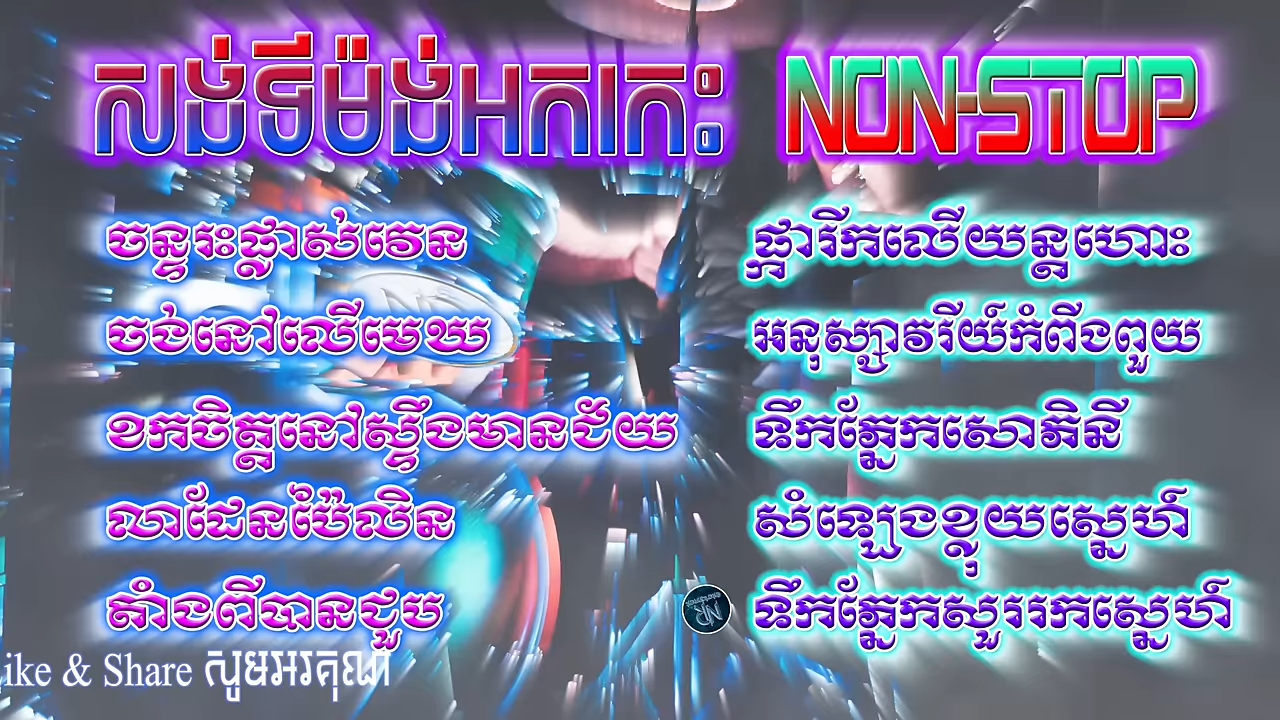 សង់ទីម៉ង់អកកេះ NON-STOP
ចន្ទរះផ្លាស់វេន
ចង់នៅលើមេឃ
ខកចិត្តនៅស្ទឹងមានជ័យ
លាដែនប៉ៃលិន
តាំងពីបានជួប
ផ្ការីកលើយន្តហោះ
អនុស្សាវរីយ៍កំពីងពួយ
ទឹកភ្នែកសោភិនី
សំឡេងខ្លុយស្នេហ៍
ទឹកភ្នែកសួររកស្នេហ៍
ike & Share សូមអរគុណ
NR